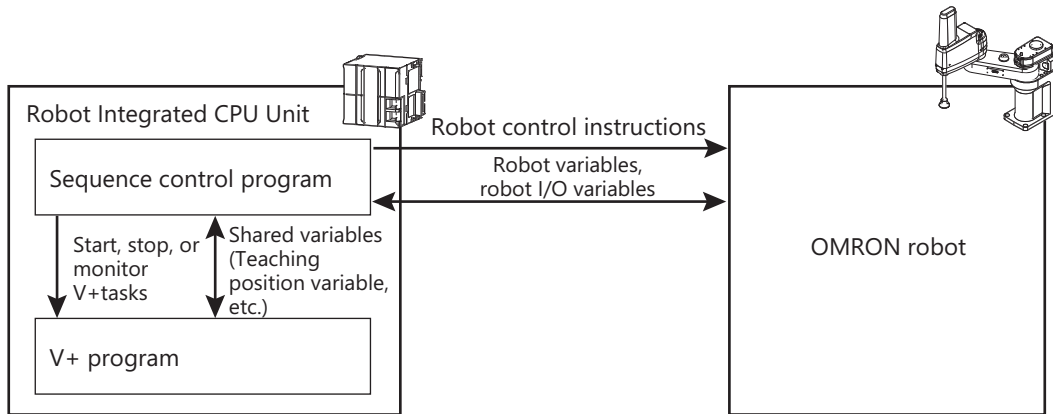 Robot Integrated CPU Unit
Robot control instructions
Sequence control program
Robot variables,
robot I/O variables
Start, stop, or
monitor
V+tasks
Shared variables
(Teaching
position variable,
etc.)
OMRON robot
V+ program